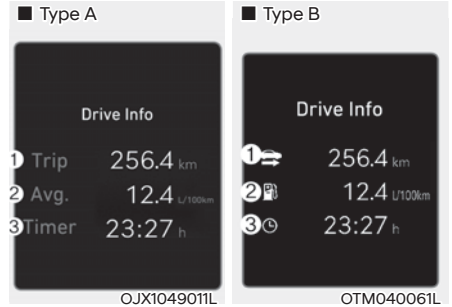 ■ Type A
Drive Info
1 Trip 256.4 km
2 Avg. 12.4 L/100km
3 Timer 23:27 h
OJX1049011L
■ Type B
Drive Info
1 256.4 km
2 12.4 L/100km
3 23:27 h
OTM040061L